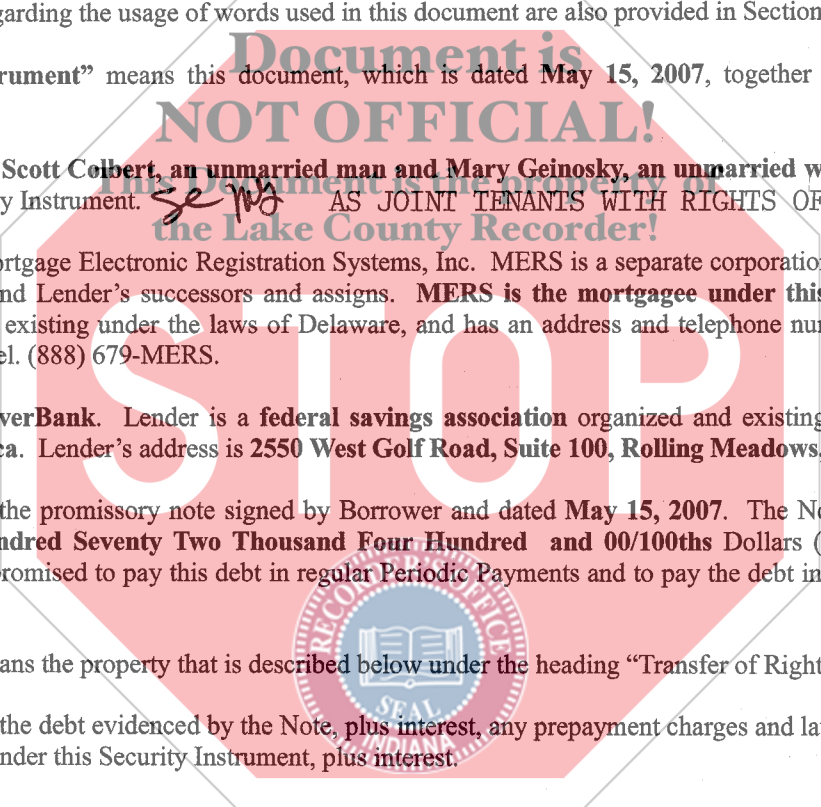 garding the usage of words used in this document are also provided in Section
Document is
rument” means this document, which is dated May 15, 2007, together
NOT OFFICIAL!
Scott Colbert, an unmarried man and Mary Geinosky, an unmarried w
This Document is the property of
y Instrument. SC MG AS JOINT TENANTS WITH RIGHTS OF
the Lake County Recorder!
ortgage Electronic Registration Systems, Inc. MERS is a separate corporatio
nd Lender’s successors and assigns. MERS is the mortgagee under this
existing under the laws of Delaware, and has an address and telephone nu
el. (888) 679-MERS.
STOP
verBank. Lender is a federal savings association organized and existing
ca. Lender’s address is 2550 West Golf Road, Suite 100, Rolling Meadows,
the promissory note signed by Borrower and dated May 15, 2007. The No
ndred Seventy Two Thousand Four Hundred and 00/100ths Dollars (
romised to pay this debt in regular Periodic Payments and to pay the debt in
RECORDER'S OFFICE
ans the property that is described below under the heading “Transfer of Right
SEAL
the debt evidenced by the Note, plus interest, any prepayment charges and la
INDIANA
nder this Security Instrument, plus interest.